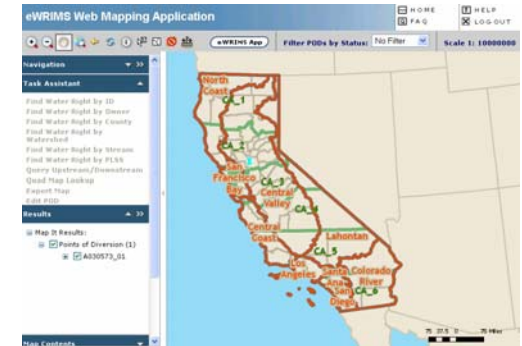 eWRIMS Web Mapping Application
HOME
HELP
FAQ
LOG OUT
eWRIMS App
Filter PODs by Status:
No Filter
Scale 1: 10000000
Navigation
Task Assistant
Find Water Right by ID
Find Water Right by Owner
Find Water Right by County
Find Water Right by
Watershed
Find Water Right by Stream
Find Water Right by PLSS
Query Upstream/Downstream
Quad Map Lookup
Export Map
Edit POD
Results
Map It Results:
Points of Diversion (1)
A030573_01
Map Contents
North
Coast
CA_1
CA_2
San
Francisco
Bay
CA_3
Central
Valley
CA_4
Central
Coast
Lahontan
CA_5
Los
Angeles
Santa
Ana
Colorado
River
San
Diego
CA_6
75 37.5 0 75 Miles